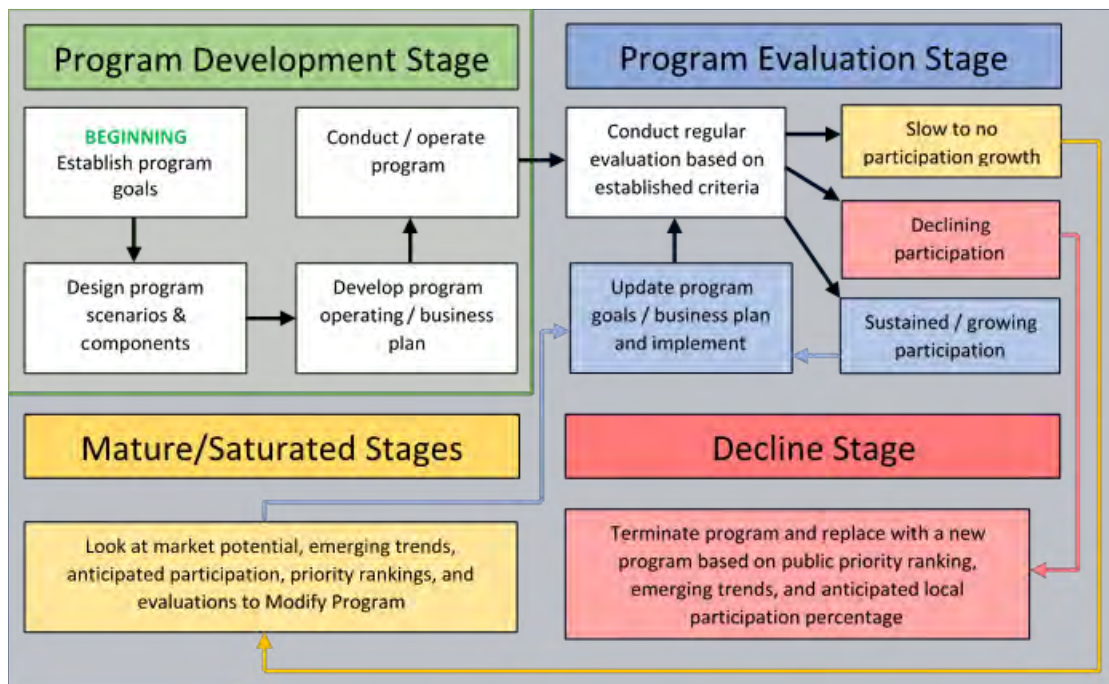 Program Development Stage
BEGINNING
Establish program
goals
Design program
scenarios &
components
Develop program
operating / business
plan
Conduct / operate
program
Program Evaluation Stage
Conduct regular
evaluation based on
established criteria
Slow to no
participation growth
Declining
participation
Sustained / growing
participation
Update program
goals / business plan
and implement
Mature/Saturated Stages
Look at market potential, emerging trends,
anticipated participation, priority rankings, and
evaluations to Modify Program
Decline Stage
Terminate program and replace with a new
program based on public priority ranking,
emerging trends, and anticipated local
participation percentage